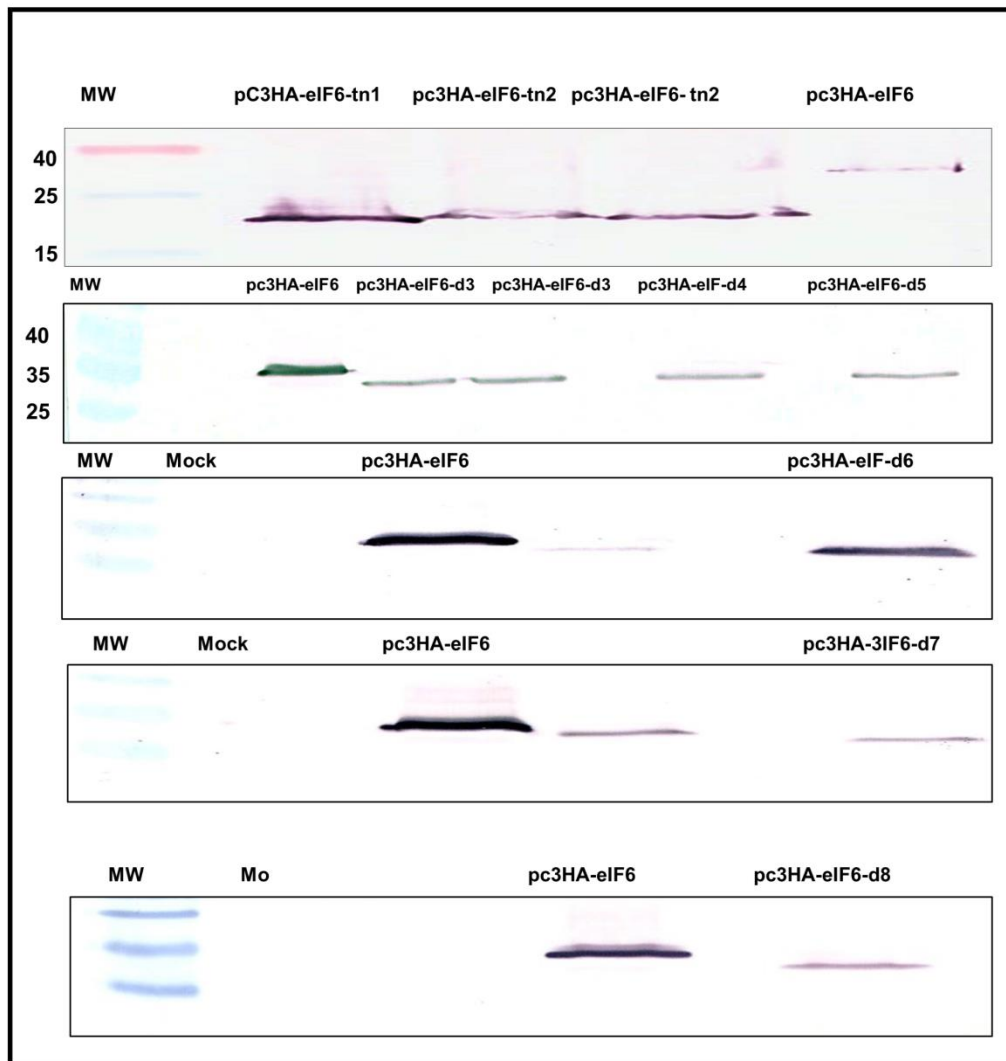 MW pC3HA-eIF6-tn1 pc3HA-eIF6-tn2 pc3HA-eIF6- tn2 pc3HA-eIF6
40
25
15
MW pc3HA-eIF6 pc3HA-eIF6-d3 pc3HA-eIF6-d3 pc3HA-eIF-d4 pc3HA-eIF6-d5
40
35
25
MW Mock pc3HA-eIF6 pc3HA-eIF-d6
MW Mock pc3HA-eIF6 pc3HA-3IF6-d7
MW Mo pc3HA-eIF6 pc3HA-eIF6-d8